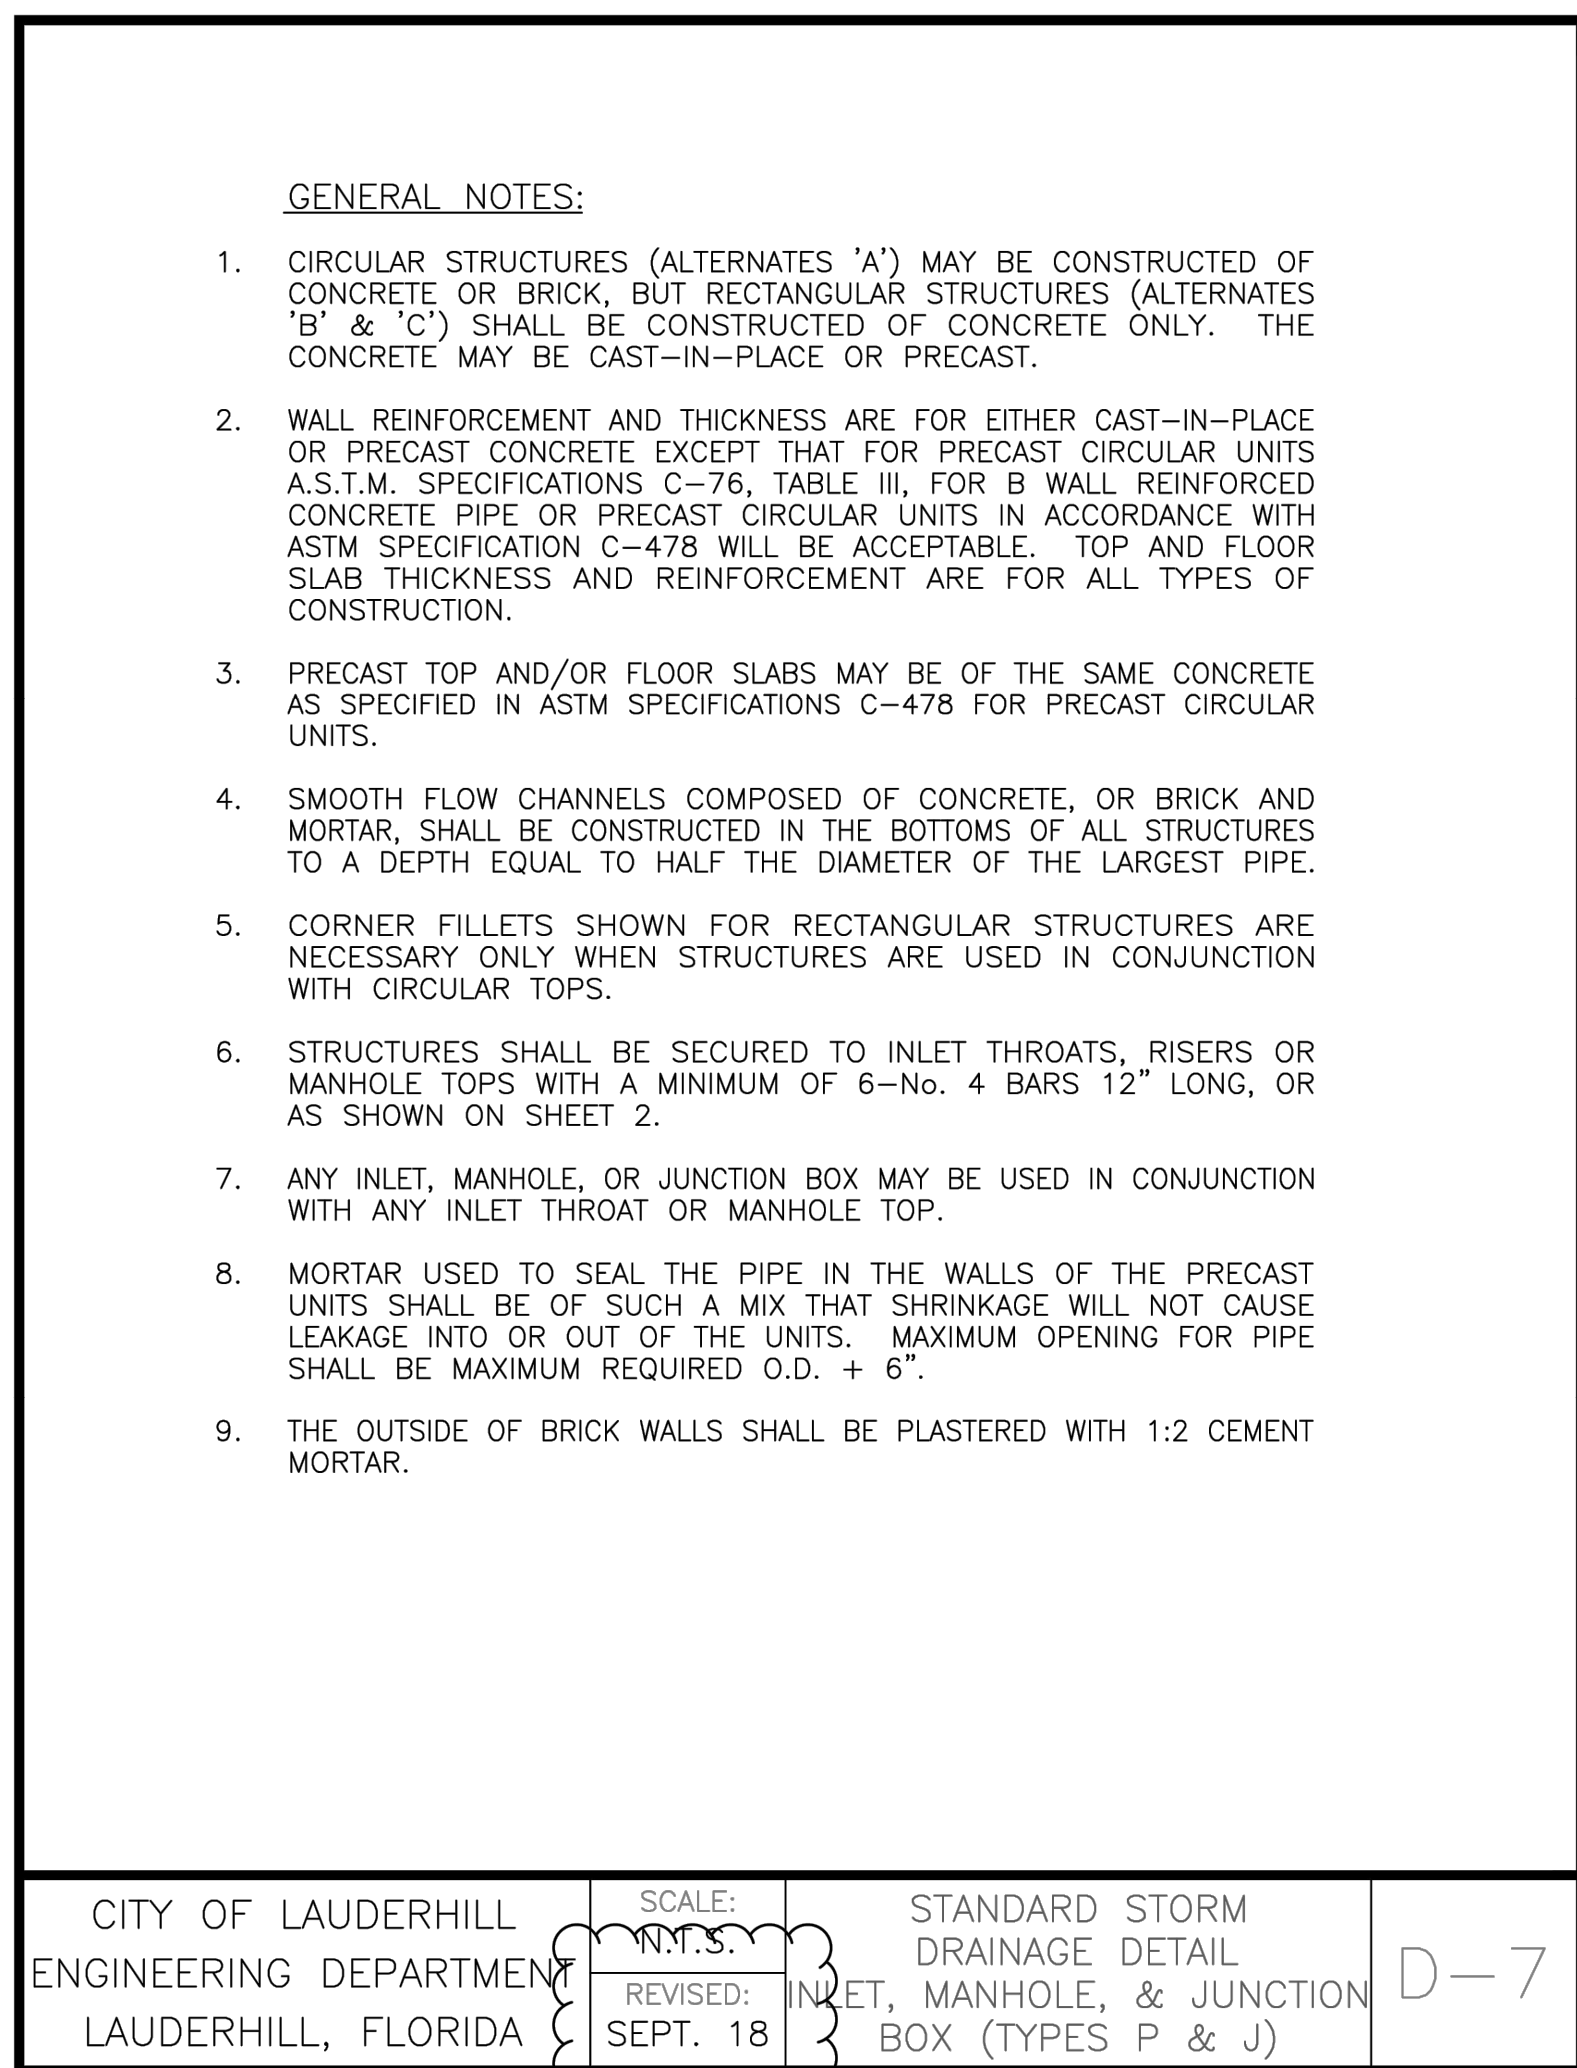 GENERAL NOTES:
1. CIRCULAR STRUCTURES (ALTERNATES 'A') MAY BE CONSTRUCTED OF
CONCRETE OR BRICK, BUT RECTANGULAR STRUCTURES (ALTERNATES
'B' & 'C') SHALL BE CONSTRUCTED OF CONCRETE ONLY. THE
CONCRETE MAY BE CAST-IN-PLACE OR PRECAST.
2. WALL REINFORCEMENT AND THICKNESS ARE FOR EITHER CAST-IN-PLACE
OR PRECAST CONCRETE EXCEPT THAT FOR PRECAST CIRCULAR UNITS
A.S.T.M. SPECIFICATIONS C-76, TABLE III, FOR B WALL REINFORCED
CONCRETE PIPE OR PRECAST CIRCULAR UNITS IN ACCORDANCE WITH
ASTM SPECIFICATION C-478 WILL BE ACCEPTABLE. TOP AND FLOOR
SLAB THICKNESS AND REINFORCEMENT ARE FOR ALL TYPES OF
CONSTRUCTION.
3. PRECAST TOP AND/OR FLOOR SLABS MAY BE OF THE SAME CONCRETE
AS SPECIFIED IN ASTM SPECIFICATIONS C-478 FOR PRECAST CIRCULAR
UNITS.
4. SMOOTH FLOW CHANNELS COMPOSED OF CONCRETE, OR BRICK AND
MORTAR, SHALL BE CONSTRUCTED IN THE BOTTOMS OF ALL STRUCTURES
TO A DEPTH EQUAL TO HALF THE DIAMETER OF THE LARGEST PIPE.
5. CORNER FILLETS SHOWN FOR RECTANGULAR STRUCTURES ARE
NECESSARY ONLY WHEN STRUCTURES ARE USED IN CONJUNCTION
WITH CIRCULAR TOPS.
6. STRUCTURES SHALL BE SECURED TO INLET THROATS, RISERS OR
MANHOLE TOPS WITH A MINIMUM OF 6-No. 4 BARS 12" LONG, OR
AS SHOWN ON SHEET 2.
7. ANY INLET, MANHOLE, OR JUNCTION BOX MAY BE USED IN CONJUNCTION
WITH ANY INLET THROAT OR MANHOLE TOP.
8. MORTAR USED TO SEAL THE PIPE IN THE WALLS OF THE PRECAST
UNITS SHALL BE OF SUCH A MIX THAT SHRINKAGE WILL NOT CAUSE
LEAKAGE INTO OR OUT OF THE UNITS. MAXIMUM OPENING FOR PIPE
SHALL BE MAXIMUM REQUIRED O.D. + 6".
9. THE OUTSIDE OF BRICK WALLS SHALL BE PLASTERED WITH 1:2 CEMENT
MORTAR.
CITY OF LAUDERHILL
ENGINEERING DEPARTMENT
LAUDERHILL, FLORIDA
SCALE:
N.T.S.
REVISED:
SEPT. 18
STANDARD STORM
DRAINAGE DETAIL
INLET, MANHOLE, & JUNCTION
BOX (TYPES P & J)
D-7